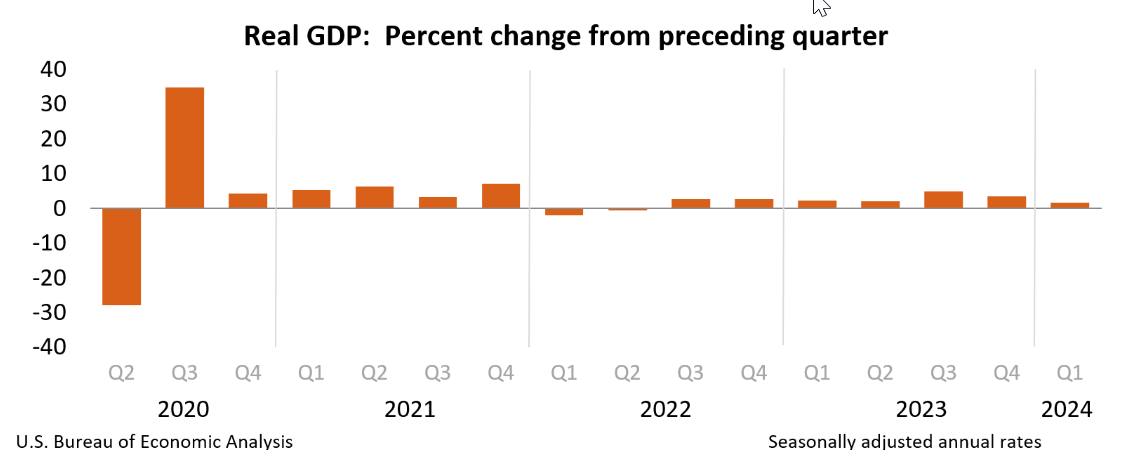 Real GDP:  Percent change from preceding quarter
40
30
20
10
0
-10
-20
-30
-40
Q2 Q3 Q4 Q1 Q2 Q3 Q4 Q1 Q2 Q3 Q4 Q1 Q2 Q3 Q4 Q1
2020 2021 2022 2023 2024
U.S. Bureau of Economic Analysis Seasonally adjusted annual rates